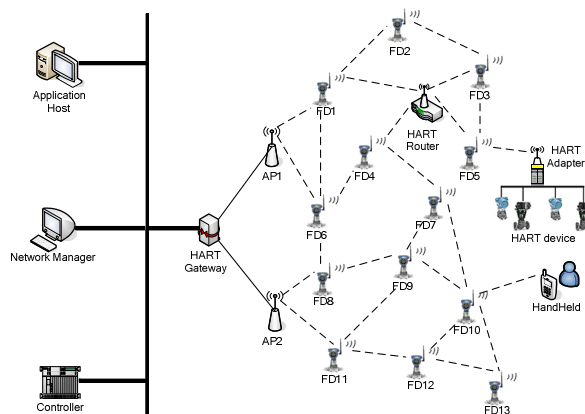 FD2
Application
Host
FD1
FD3
HART
Router
AP1
FD4
FD5
HART
Adapter
FD6
FD7
HART device
Network Manager
HART
Gateway
FD8
FD9
HandHeld
AP2
FD10
FD11
FD12
FD13
Controller